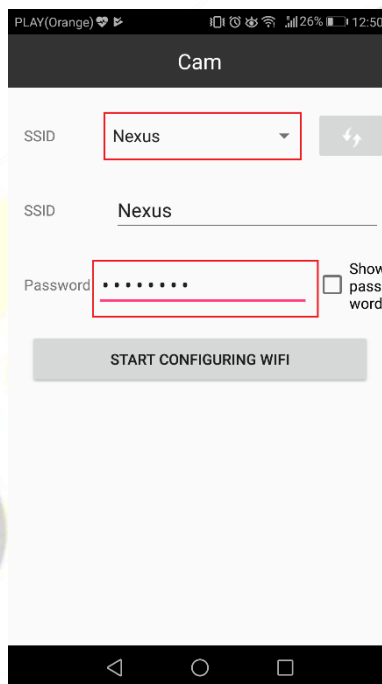 PLAY(Orange) 26% 12:50
Cam
SSID Nexus
SSID Nexus
Password ••••••••
Show
pass
word
START CONFIGURING WIFI